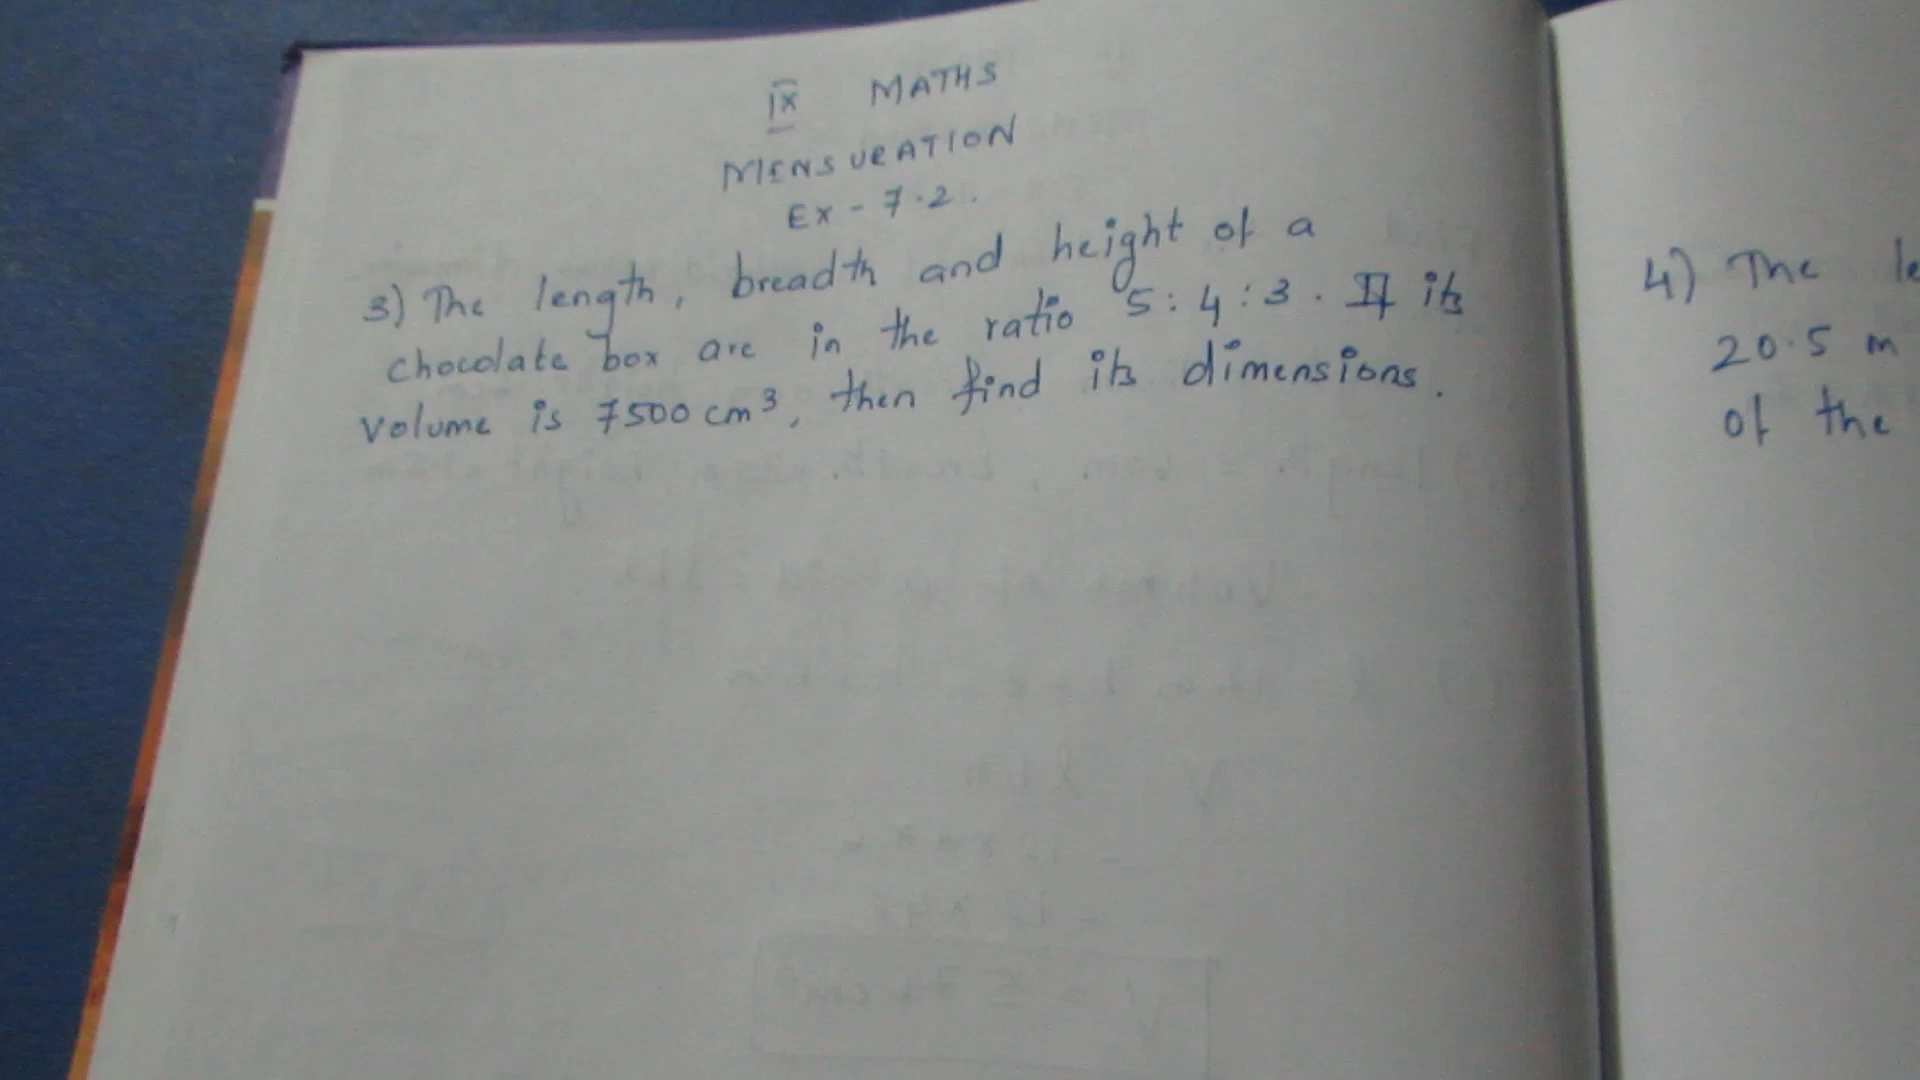 IX MATHS
MENSURATION
Ex - 7.2.
3) The length, breadth and height of a
chocolate box are in the ratio 5:4:3. If its
volume is 7500 cm³, then find its dimensions.
4) The le
20.5 m
of the